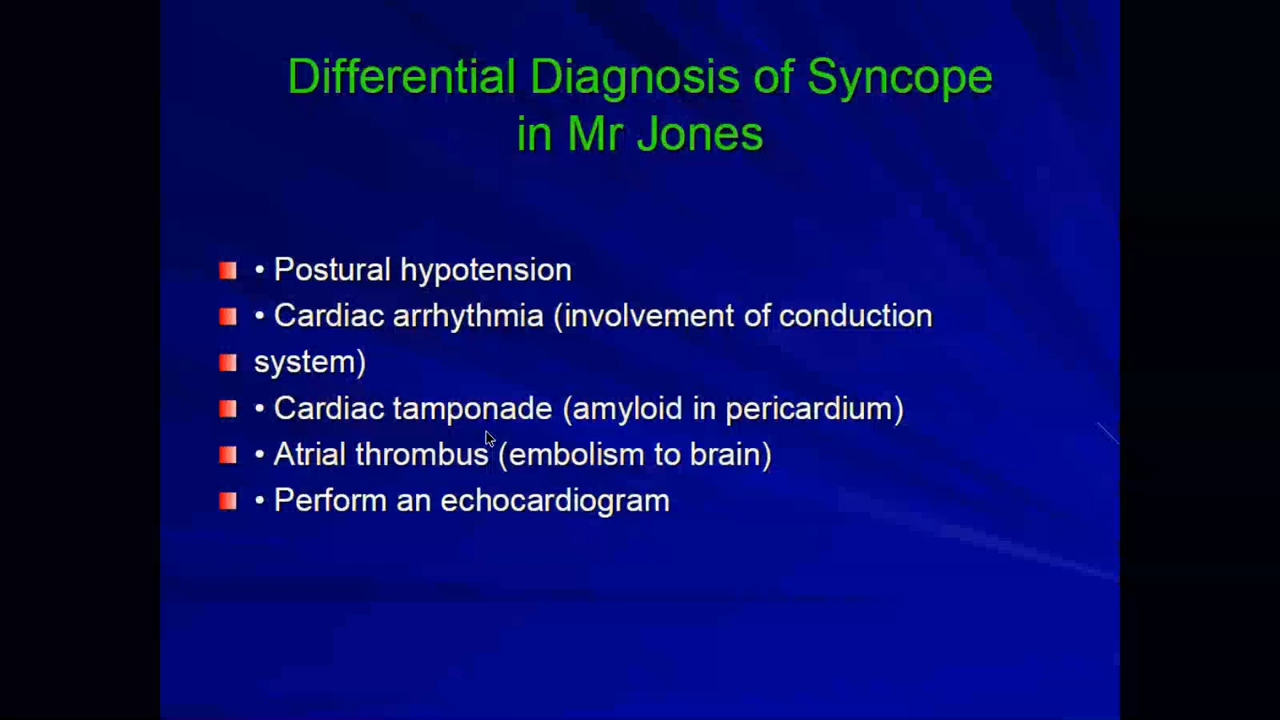 Differential Diagnosis of Syncope
in Mr Jones
• Postural hypotension
• Cardiac arrhythmia (involvement of conduction
system)
• Cardiac tamponade (amyloid in pericardium)
• Atrial thrombus (embolism to brain)
• Perform an echocardiogram